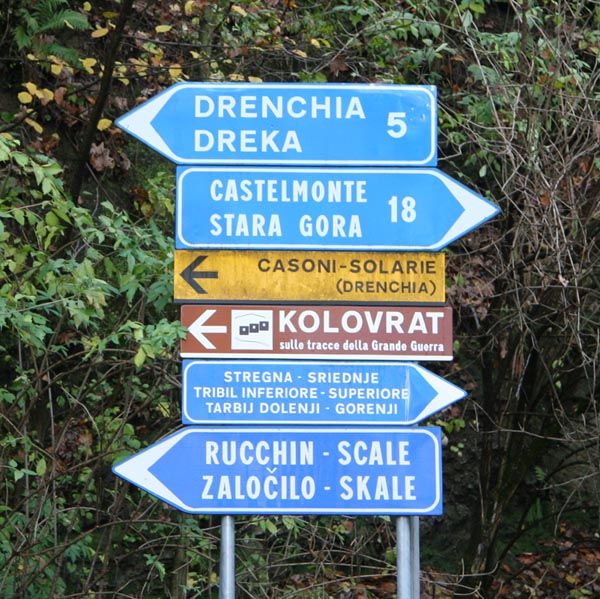 DRENCHIA 5
DREKA
CASTELMONTE 18
STARA GORA
CASONI-SOLARIE
(DRENCHIA)
KOLOVRAT
sulle tracce della Grande Guerra
STREGNA - SRIEDNJE
TRIBIL INFERIORE - SUPERIORE
TARBIJ DOLENJI - GORENJI
RUCCHIN - SCALE
ZALOČILO - SKALE